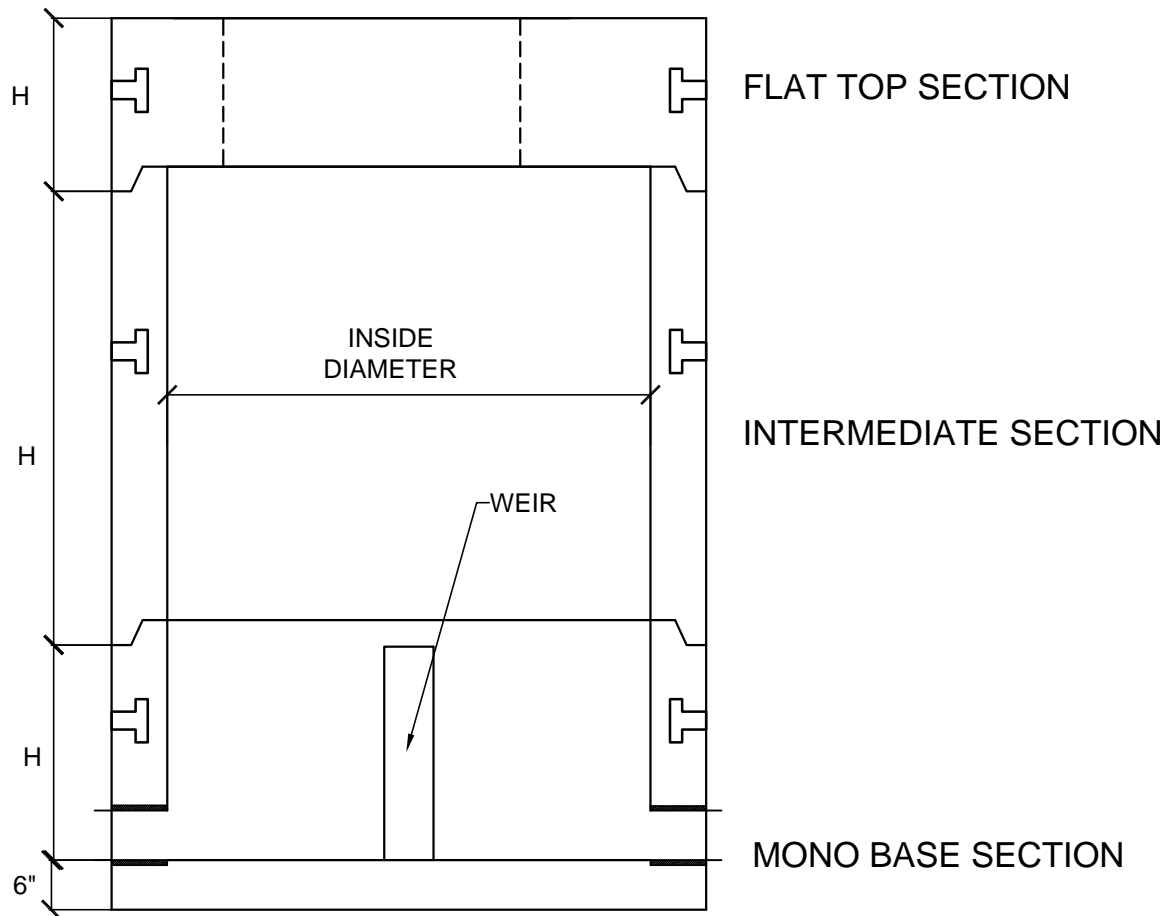 H
FLAT TOP SECTION
INSIDE
DIAMETER
H
INTERMEDIATE SECTION
WEIR
H
MONO BASE SECTION
6"